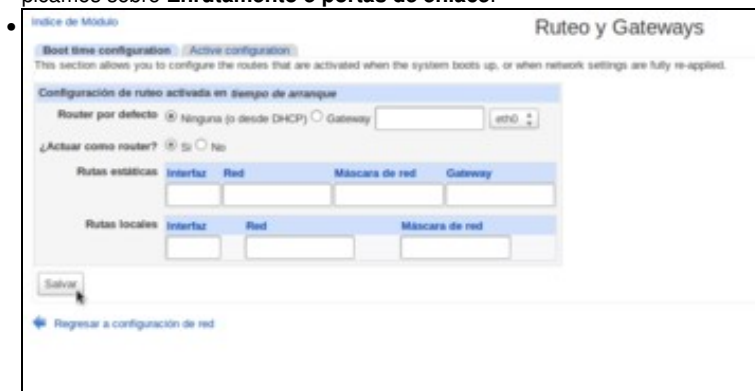 picamos sobre Enrutamento e portas de enlace.
Índice de Módulo
Ruteo y Gateways
Boot time configuration Active configuration
This section allows you to configure the routes that are activated when the system boots up, or when network settings are fully re-applied.
Configuración de ruteo activada en tiempo de arranque
Router por defecto Ninguna (o desde DHCP) Gateway eth0
¿Actuar como router? Si No
Rutas estáticas Interfaz Red Máscara de red Gateway
Rutas locales Interfaz Red Máscara de red
Salvar
Regresar a configuración de red